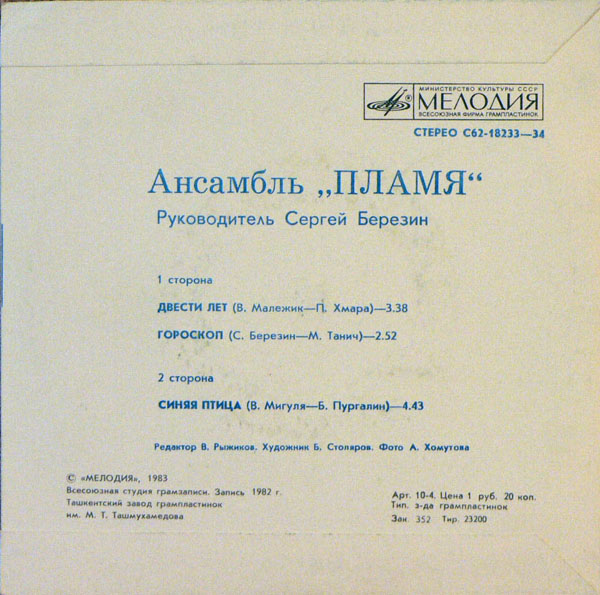 МИНИСТЕРСТВО КУЛЬТУРЫ СССР
МЕЛОДИЯ
ВСЕСОЮЗНАЯ ФИРМА ГРАМПЛАСТИНОК
СТЕРЕО С62-18233—34
Ансамбль „ПЛАМЯ“
Руководитель Сергей Березин
1 сторона
ДВЕСТИ ЛЕТ (В. Малежик—П. Хмара)—3.38
ГОРОСКОП (С. Березин—М. Танич)—2.52
2 сторона
СИНЯЯ ПТИЦА (В. Мигуля—Б. Пургалин)—4.43
Редактор В. Рыжиков. Художник Б. Столяров. Фото А. Хомутова
© «МЕЛОДИЯ», 1983
Всесоюзная студия грамзаписи. Запись 1982 г.
Ташкентский завод грампластинок
им. М. Т. Ташмухамедова
Арт. 10-4. Цена 1 руб. 20 коп.
Тип. з-да грампластинок
Зак. 352 Тир. 23200